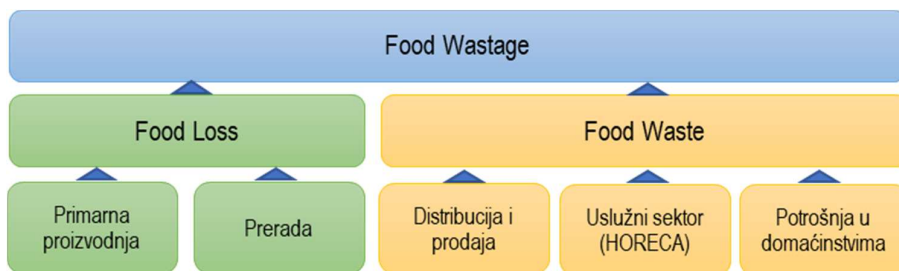 Food Wastage
Food Loss
Food Waste
Primarna
proizvodnja
Prerada
Distribucija i
prodaja
Uslužni sektor
(HORECA)
Potrošnja u
domaćinstvima